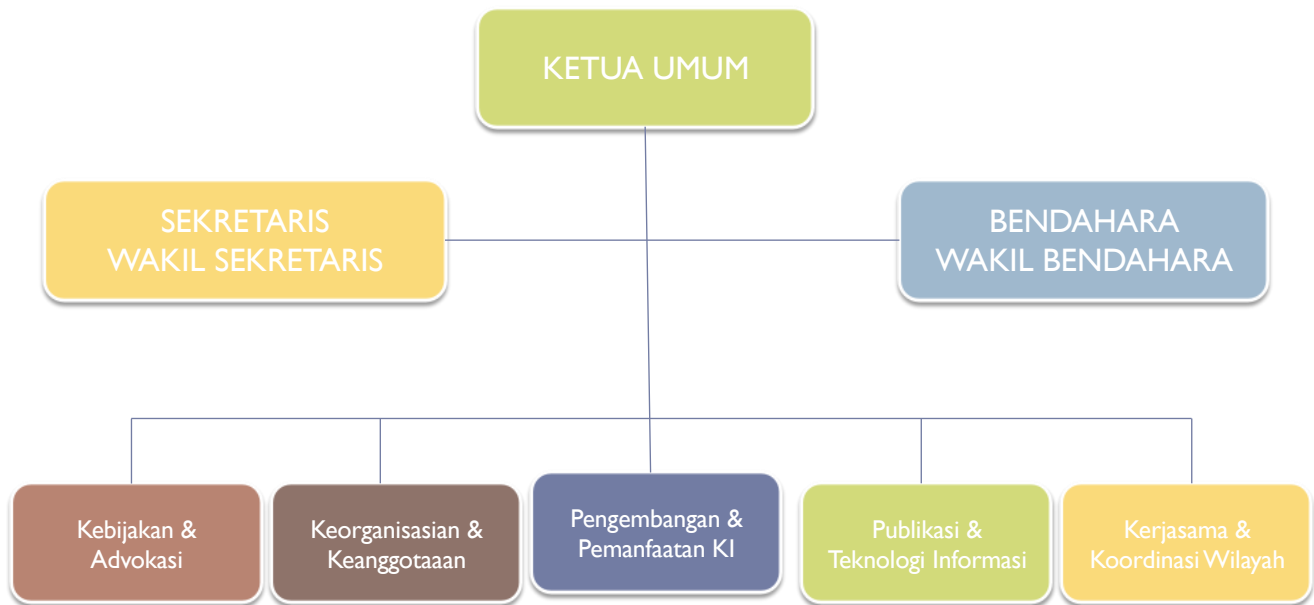 KETUA UMUM
SEKRETARIS
WAKIL SEKRETARIS
BENDAHARA
WAKIL BENDAHARA
Kebijakan &
Advokasi
Keorganisasian &
Keanggotaaan
Pengembangan &
Pemanfaatan KI
Publikasi &
Teknologi Informasi
Kerjasama &
Koordinasi Wilayah